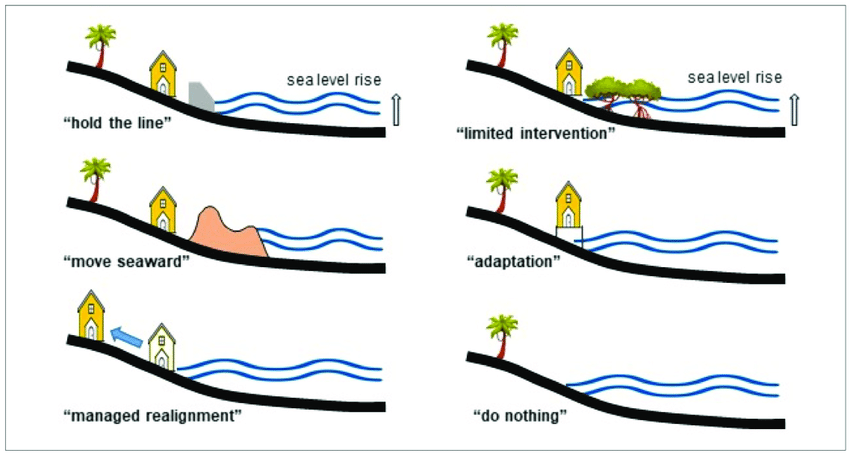 sea level rise
“hold the line”
sea level rise
“limited intervention”
“move seaward”
“adaptation”
“managed realignment”
“do nothing”